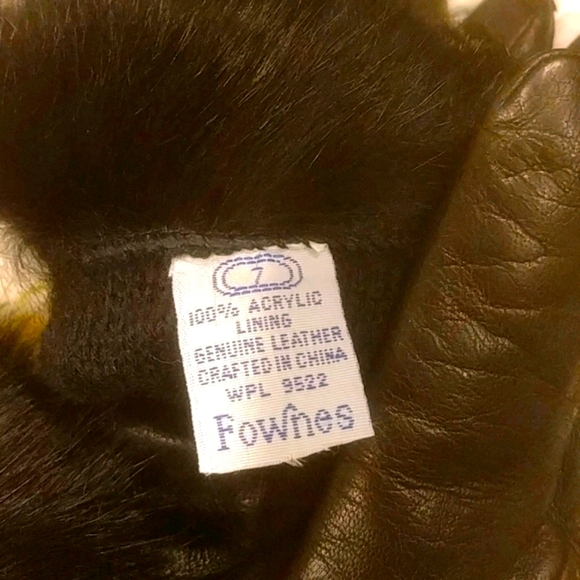 7
100% ACRYLIC
LINING
GENUINE LEATHER
CRAFTED IN CHINA
WPL 9522
Fownes